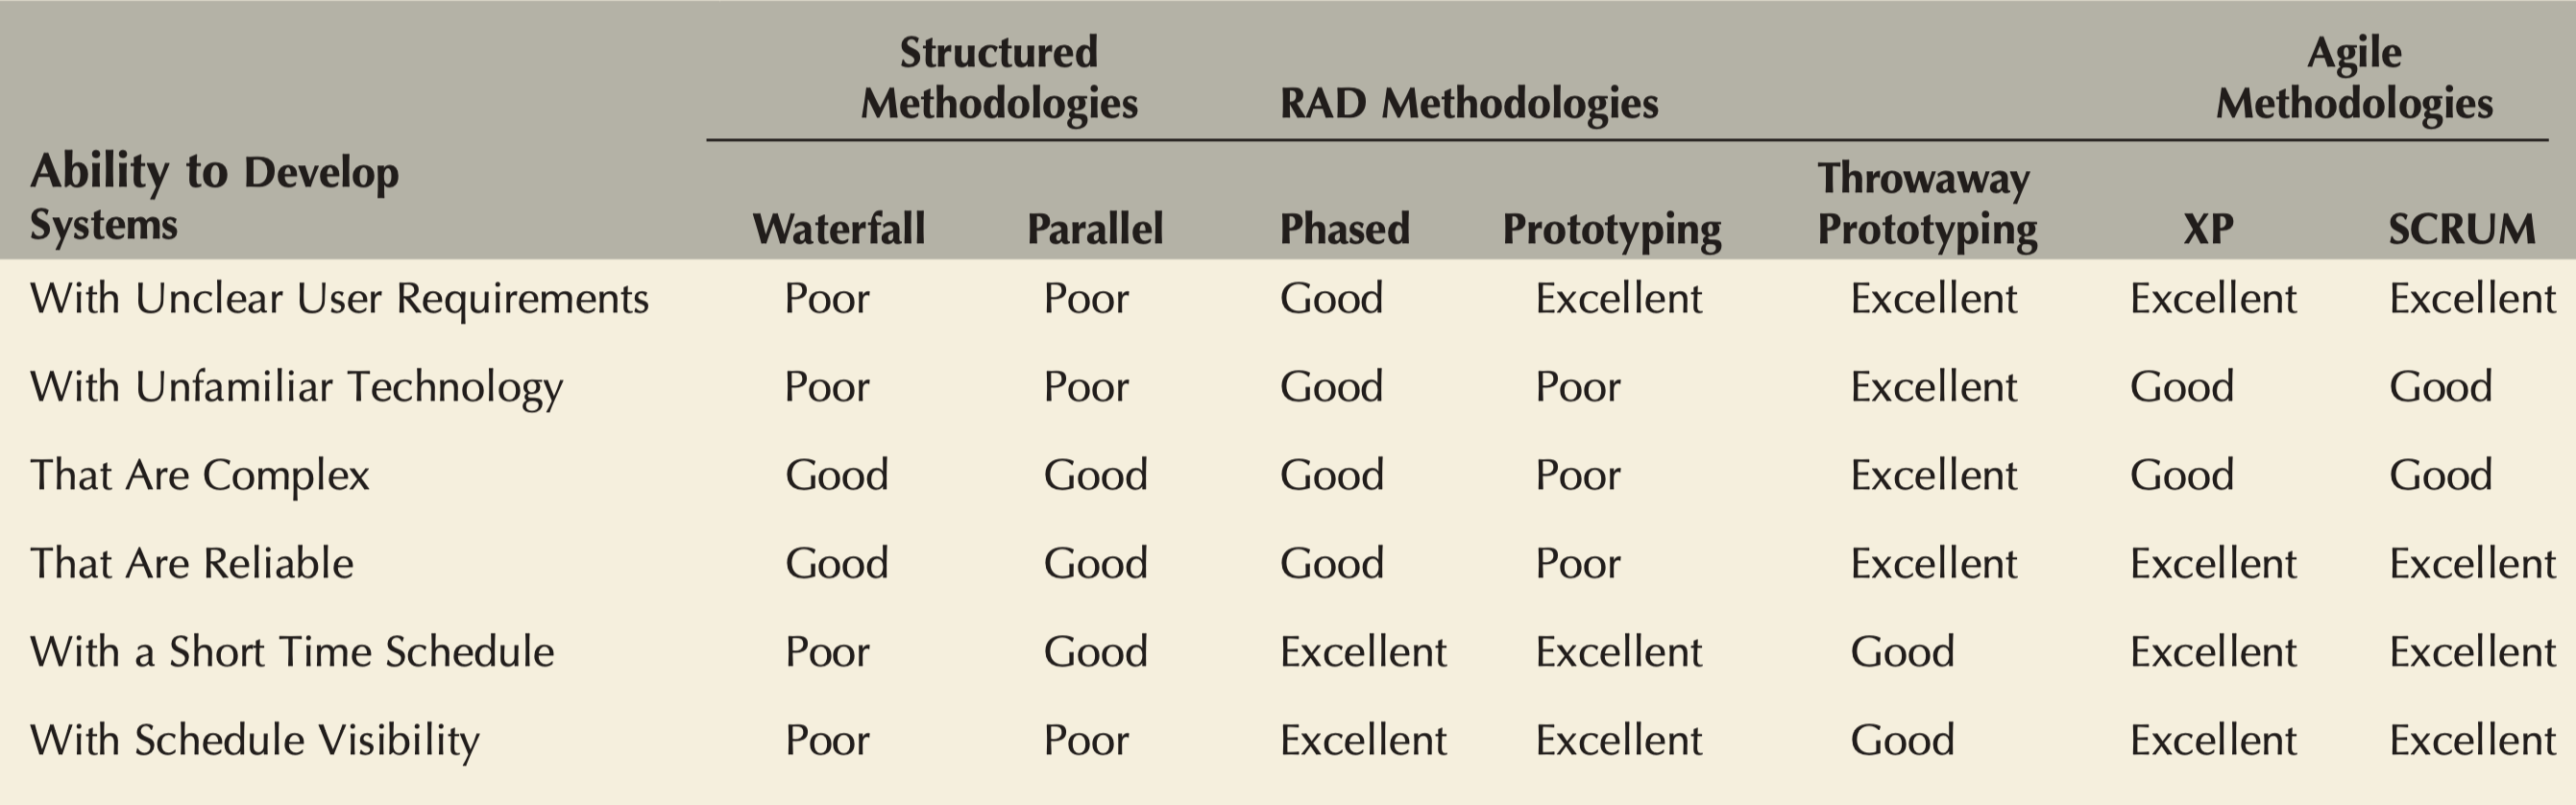 Structured Methodologies RAD Methodologies Agile Methodologies
Ability to Develop Systems Waterfall Parallel Phased Prototyping Throwaway Prototyping XP SCRUM
With Unclear User Requirements Poor Poor Good Excellent Excellent Excellent Excellent
With Unfamiliar Technology Poor Poor Good Poor Excellent Good Good
That Are Complex Good Good Good Poor Excellent Good Good
That Are Reliable Good Good Good Poor Excellent Excellent Excellent
With a Short Time Schedule Poor Good Excellent Excellent Good Excellent Excellent
With Schedule Visibility Poor Poor Excellent Excellent Good Excellent Excellent